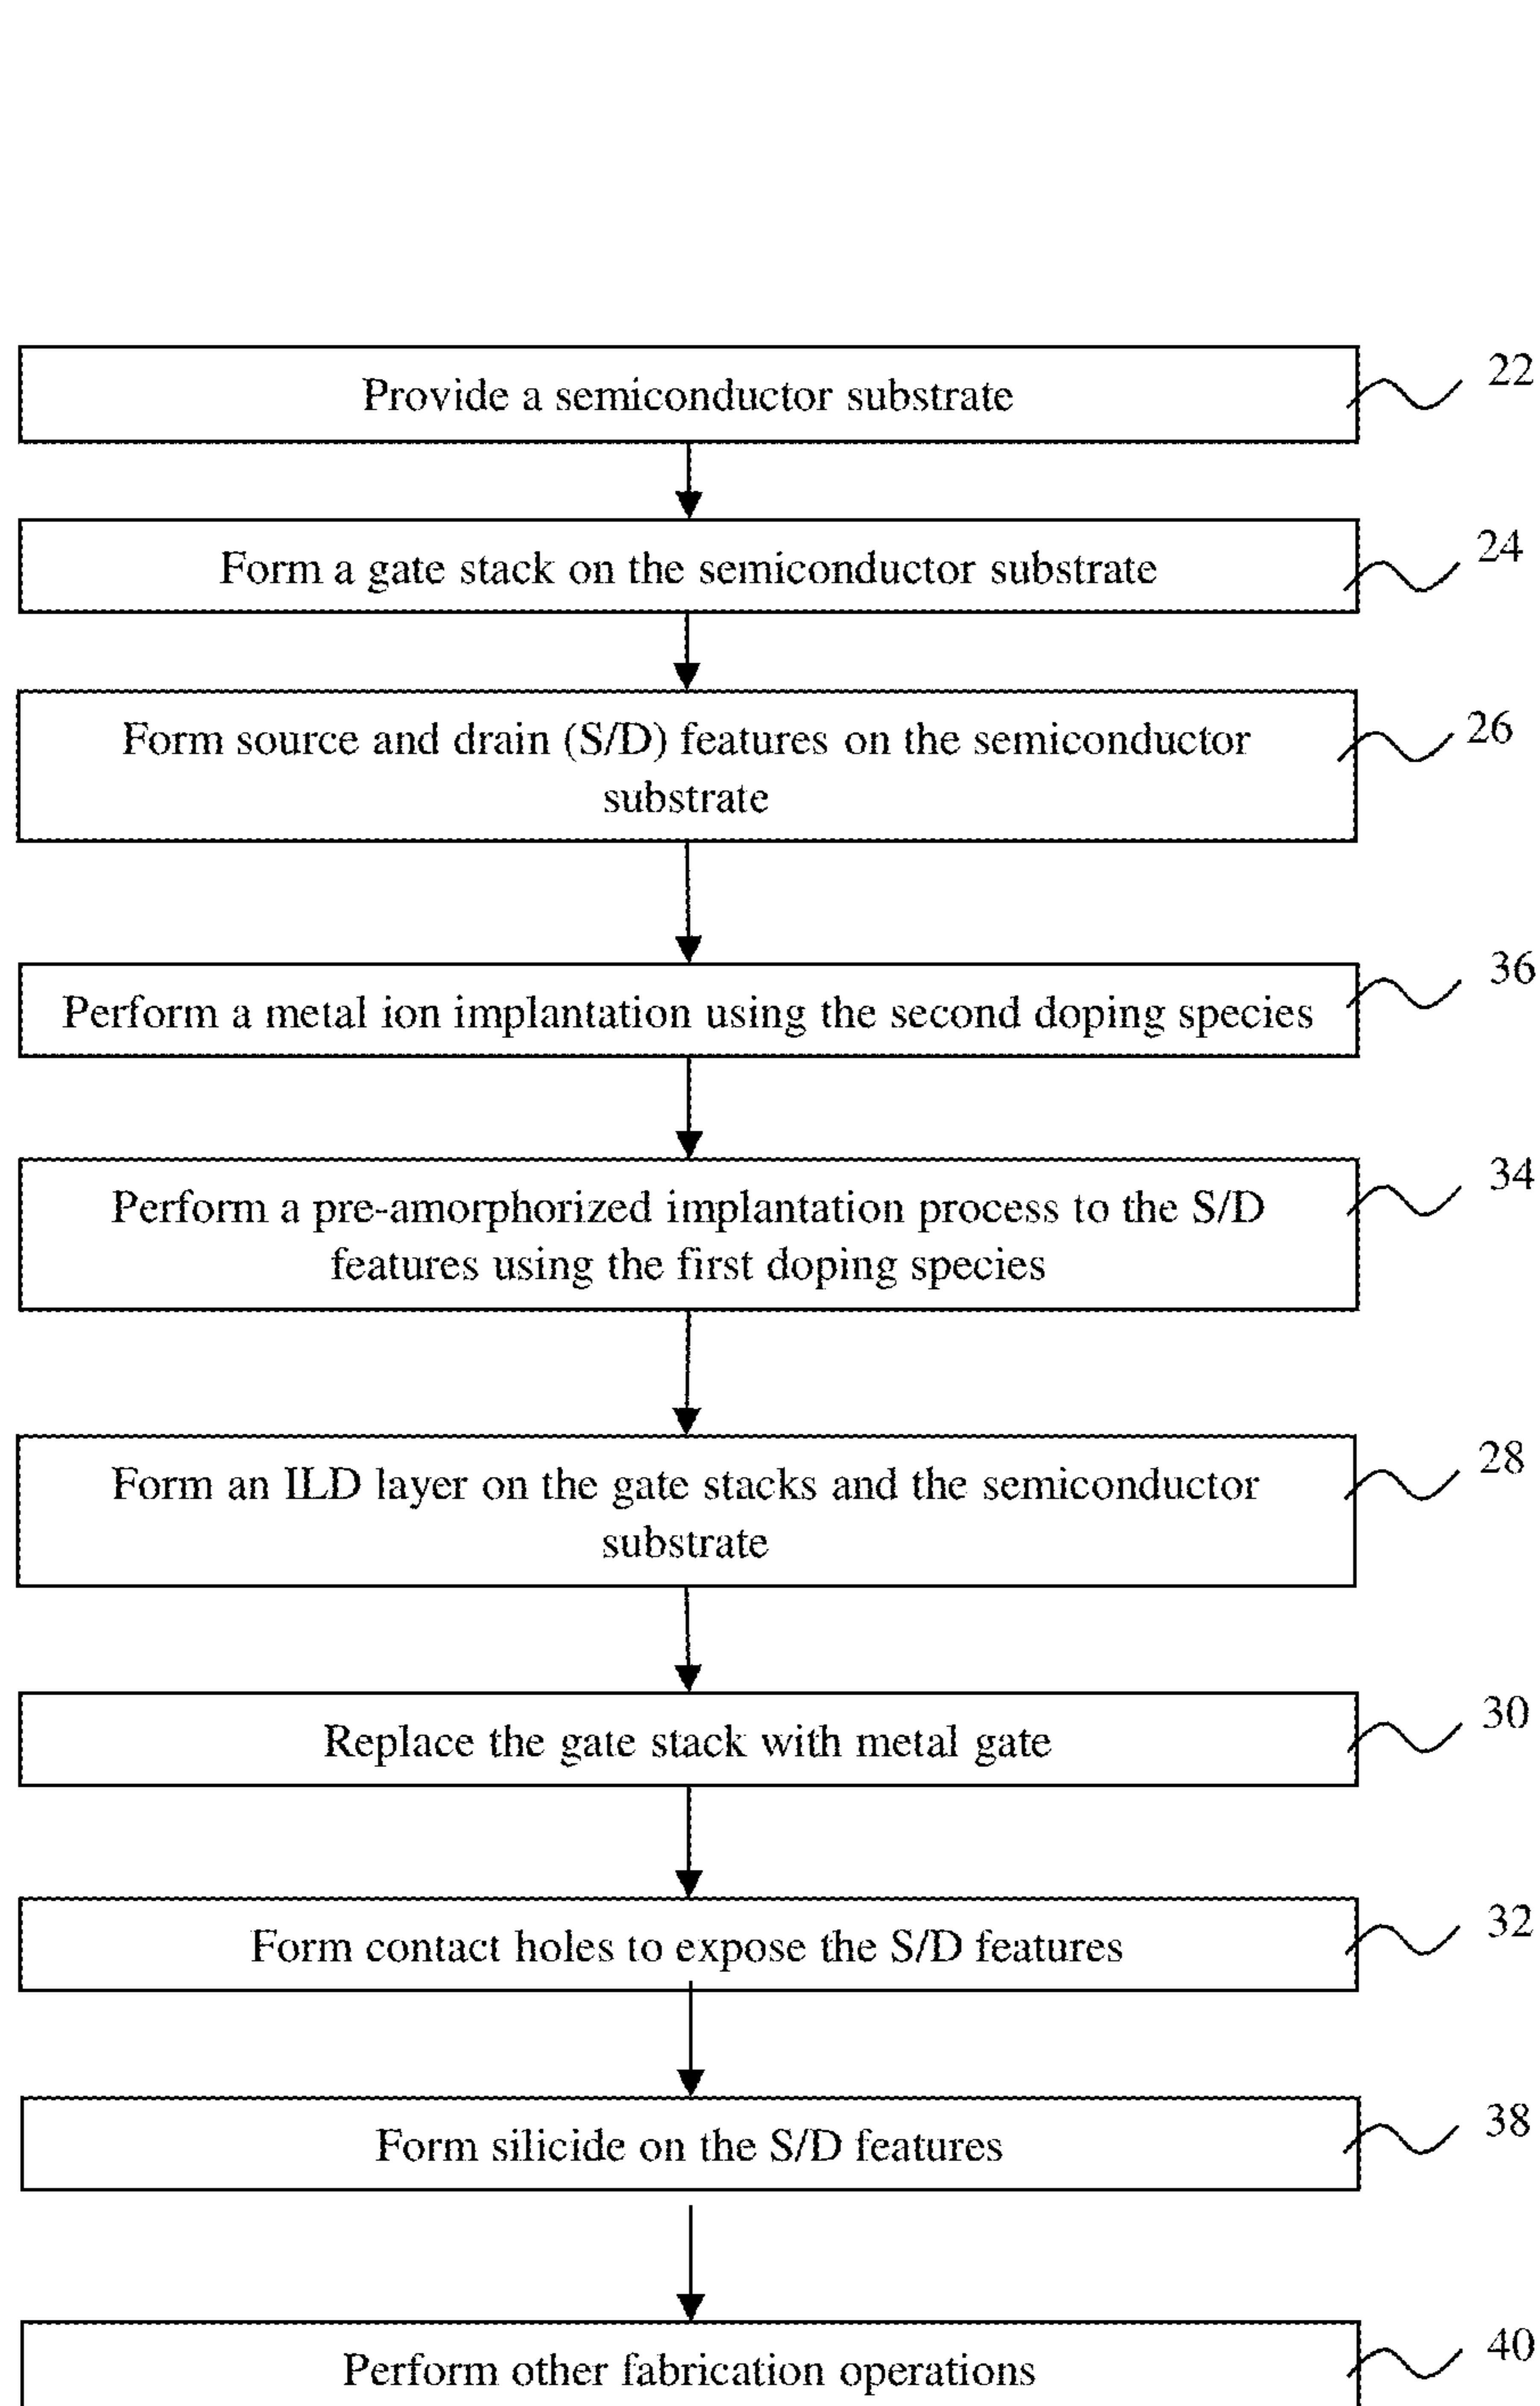 Provide a semiconductor substrate
22
Form a gate stack on the semiconductor substrate
24
Form source and drain (S/D) features on the semiconductor
substrate
26
Perform a metal ion implantation using the second doping species
36
Perform a pre-amorphorized implantation process to the S/D
features using the first doping species
34
Form an ILD layer on the gate stacks and the semiconductor
substrate
28
Replace the gate stack with metal gate
30
Form contact holes to expose the S/D features
32
Form silicide on the S/D features
38
Perform other fabrication operations
40